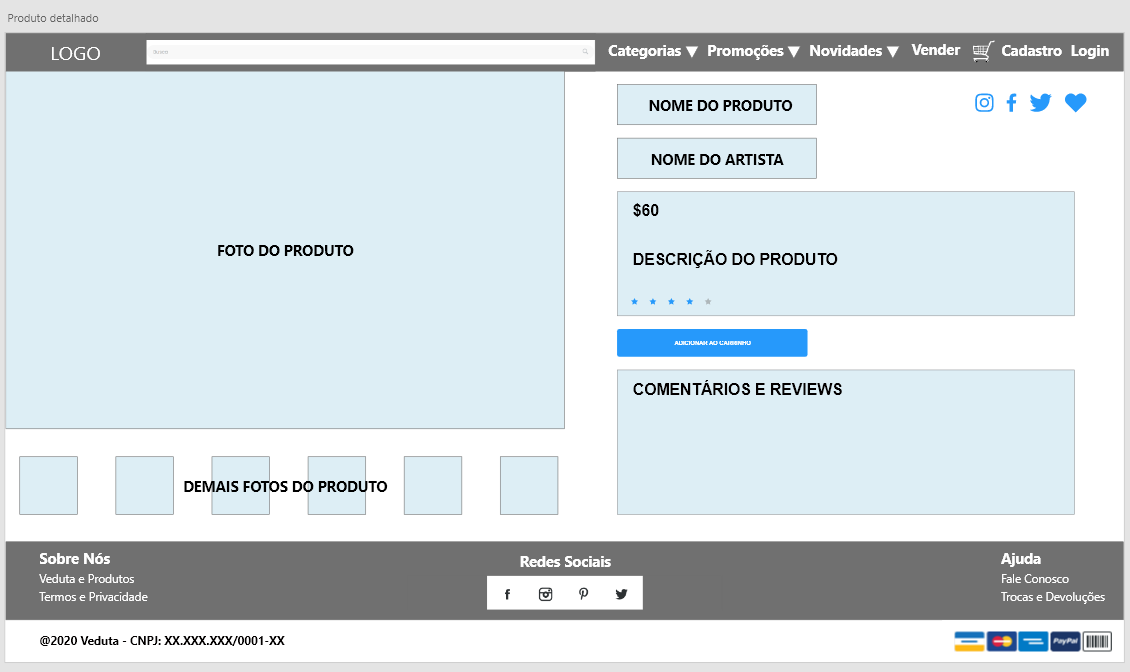 Produto detalhado
LOGO
Buscar
Categorias ▼ Promoções ▼ Novidades ▼ Vender Cadastro Login
NOME DO PRODUTO
NOME DO ARTISTA
$60
DESCRIÇÃO DO PRODUTO
ADICIONAR AO CARRINHO
COMENTÁRIOS E REVIEWS
FOTO DO PRODUTO
DEMAIS FOTOS DO PRODUTO
Sobre Nós
Veduta e Produtos
Termos e Privacidade
Redes Sociais
Ajuda
Fale Conosco
Trocas e Devoluções
@2020 Veduta - CNPJ: XX.XXX.XXX/0001-XX
PayPal